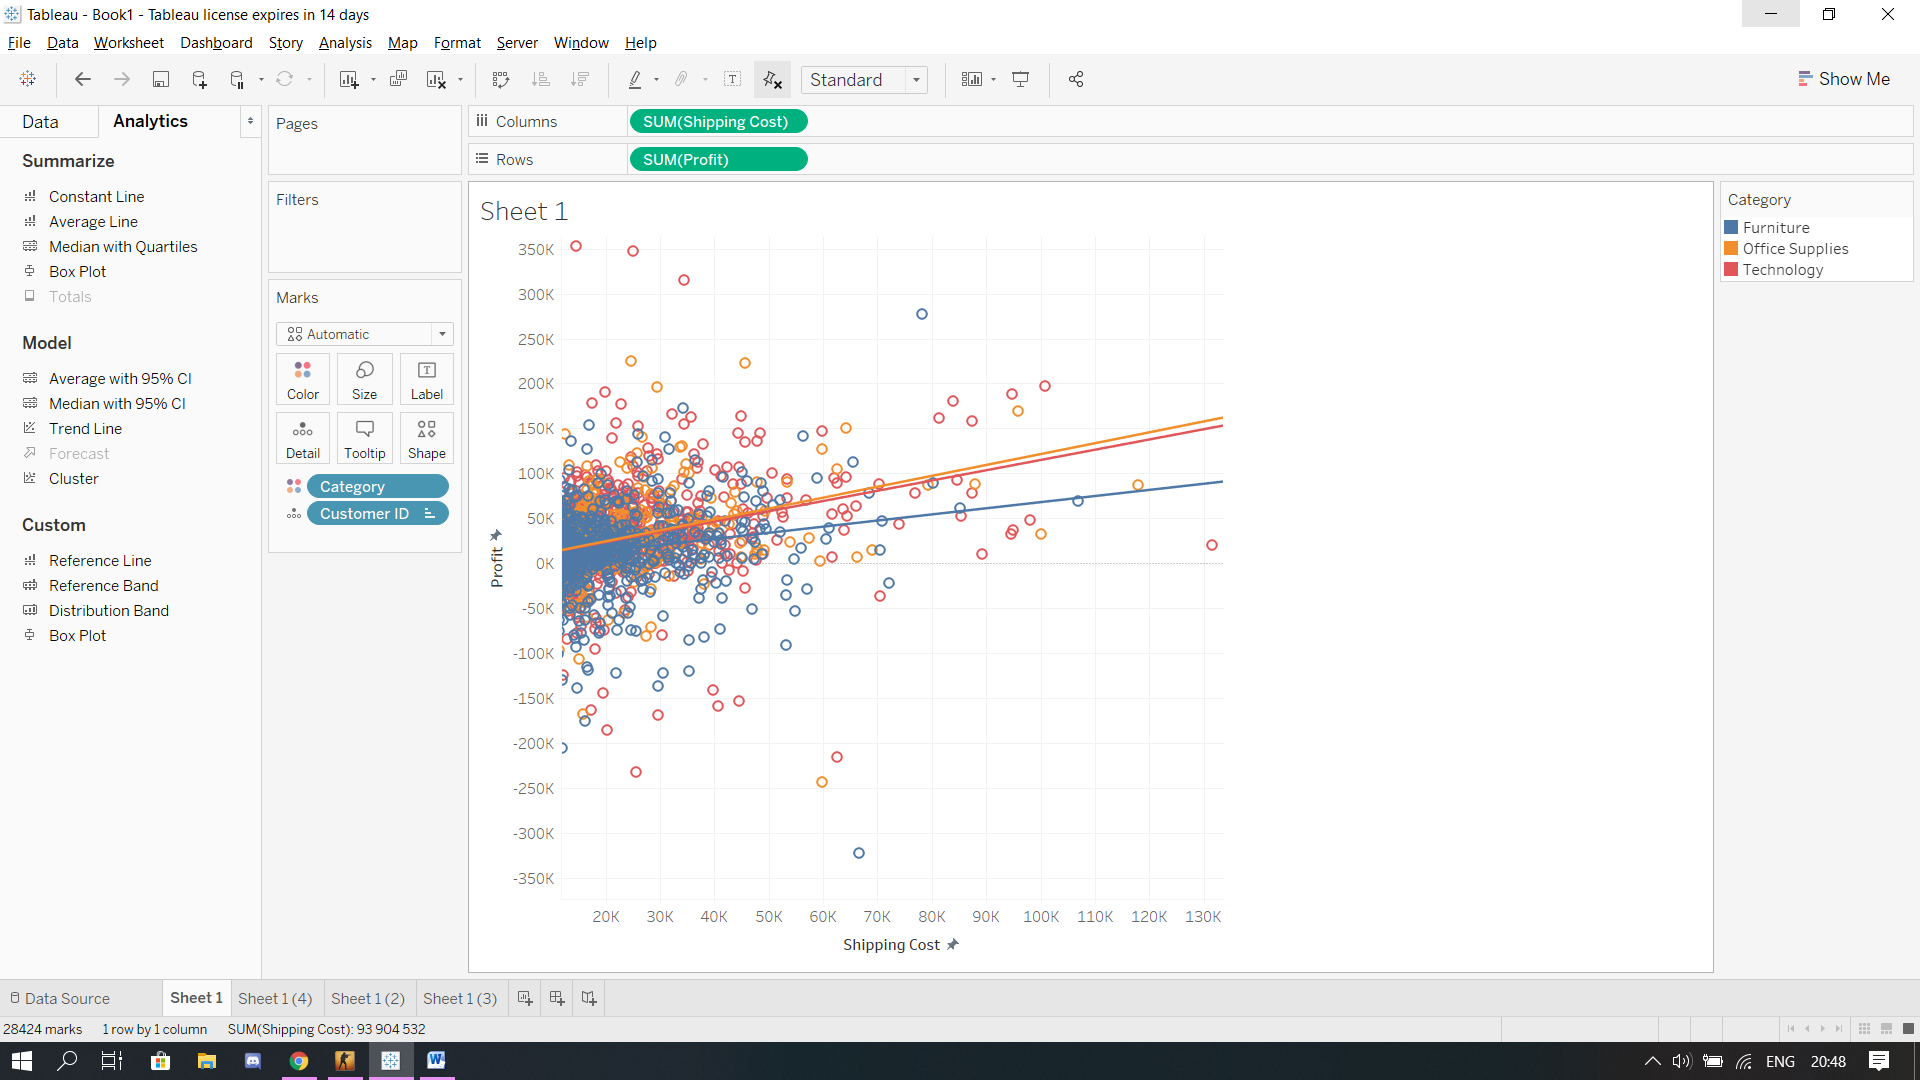 Tableau - Book1 - Tableau license expires in 14 days
File Data Worksheet Dashboard Story Analysis Map Format Server Window Help
Standard
Show Me
Data Analytics
Summarize
Constant Line
Average Line
Median with Quartiles
Box Plot
Totals
Model
Average with 95% CI
Median with 95% CI
Trend Line
Forecast
Cluster
Custom
Reference Line
Reference Band
Distribution Band
Box Plot
Pages
Filters
Marks
Automatic
Color Size Label
Detail Tooltip Shape
Category
Customer ID
Columns SUM(Shipping Cost)
Rows SUM(Profit)
Sheet 1
350K
300K
250K
200K
150K
100K
50K
0K
-50K
-100K
-150K
-200K
-250K
-300K
-350K
Profit
20K 30K 40K 50K 60K 70K 80K 90K 100K 110K 120K 130K
Shipping Cost
Category
Furniture
Office Supplies
Technology
Data Source Sheet 1 Sheet 1 (4) Sheet 1 (2) Sheet 1 (3)
28424 marks 1 row by 1 column SUM(Shipping Cost): 93 904 532
ENG 20:48